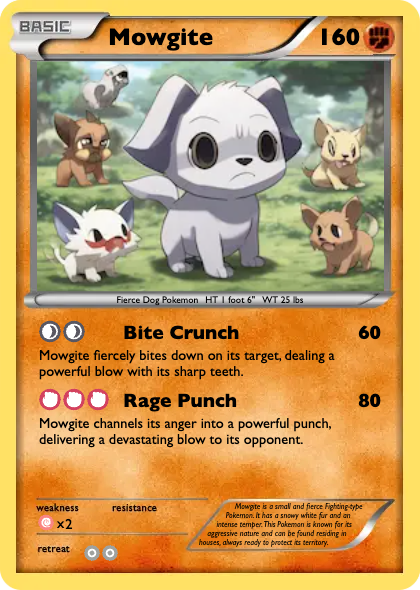 BASIC Mowgite 160
Fierce Dog Pokemon HT 1 foot 6" WT 25 lbs
Bite Crunch 60
Mowgite fiercely bites down on its target, dealing a
powerful blow with its sharp teeth.
Rage Punch 80
Mowgite channels its anger into a powerful punch,
delivering a devastating blow to its opponent.
weakness resistance
x2
retreat
Mowgite is a small and fierce Fighting-type
Pokemon. It has a snowy white fur and an
intense temper. This Pokemon is known for its
aggressive nature and can be found residing in
houses, always ready to protect its territory.